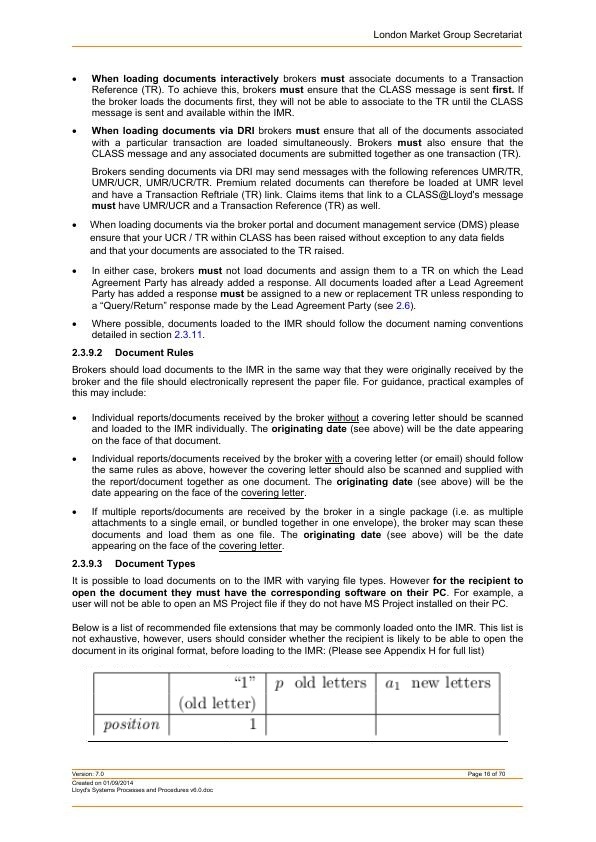 London Market Group Secretariat
• When loading documents interactively brokers must associate documents to a Transaction
Reference (TR). To achieve this, brokers must ensure that the CLASS message is sent first. If
the broker loads the documents first, they will not be able to associate to the TR until the CLASS
message is sent and available within the IMR.
• When loading documents via DRI brokers must ensure that all of the documents associated
with a particular transaction are loaded simultaneously. Brokers must also ensure that the
CLASS message and any associated documents are submitted together as one transaction (TR).
Brokers sending documents via DRI may send messages with the following references UMR/TR,
UMR/UCR, UMR/UCR/TR. Premium related documents can therefore be loaded at UMR level
and have a Transaction Reftriale (TR) link. Claims items that link to a CLASS@Lloyd's message
must have UMR/UCR and a Transaction Reference (TR) as well.
• When loading documents via the broker portal and document management service (DMS) please
ensure that your UCR / TR within CLASS has been raised without exception to any data fields
and that your documents are associated to the TR raised.
• In either case, brokers must not load documents and assign them to a TR on which the Lead
Agreement Party has already added a response. All documents loaded after a Lead Agreement
Party has added a response must be assigned to a new or replacement TR unless responding to
a “Query/Return” response made by the Lead Agreement Party (see 2.6).
• Where possible, documents loaded to the IMR should follow the document naming conventions
detailed in section 2.3.11.
2.3.9.2 Document Rules
Brokers should load documents to the IMR in the same way that they were originally received by the
broker and the file should electronically represent the paper file. For guidance, practical examples of
this may include:
• Individual reports/documents received by the broker without a covering letter should be scanned
and loaded to the IMR individually. The originating date (see above) will be the date appearing
on the face of that document.
• Individual reports/documents received by the broker with a covering letter (or email) should follow
the same rules as above, however the covering letter should also be scanned and supplied with
the report/document together as one document. The originating date (see above) will be the
date appearing on the face of the covering letter.
• If multiple reports/documents are received by the broker in a single package (i.e. as multiple
attachments to a single email, or bundled together in one envelope), the broker may scan these
documents and load them as one file. The originating date (see above) will be the date
appearing on the face of the covering letter.
2.3.9.3 Document Types
It is possible to load documents on to the IMR with varying file types. However for the recipient to
open the document they must have the corresponding software on their PC. For example, a
user will not be able to open an MS Project file if they do not have MS Project installed on their PC.
Below is a list of recommended file extensions that may be commonly loaded onto the IMR. This list is
not exhaustive, however, users should consider whether the recipient is likely to be able to open the
document in its original format, before loading to the IMR: (Please see Appendix H for full list)
“1” p old letters a1 new letters
(old letter)
position 1
Version: 7.0 Page 16 of 70
Created on 01/09/2014
Lloyd's Systems Processes and Procedures v6.0.doc